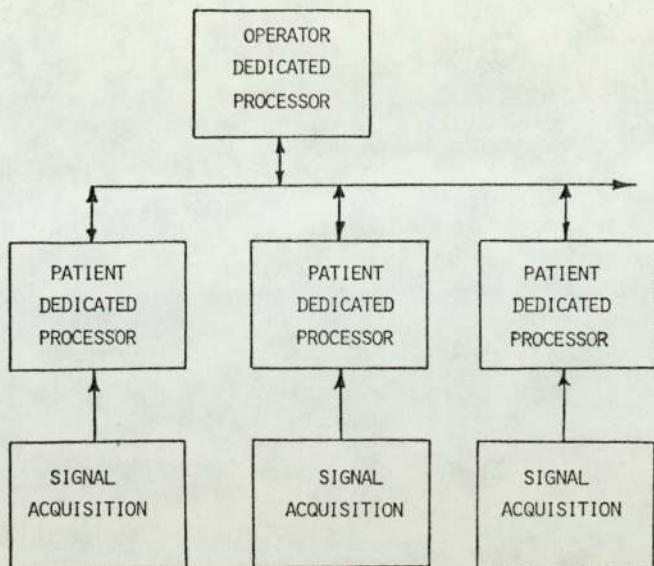 OPERATOR
DEDICATED
PROCESSOR
PATIENT
DEDICATED
PROCESSOR
PATIENT
DEDICATED
PROCESSOR
PATIENT
DEDICATED
PROCESSOR
SIGNAL
ACQUISITION
SIGNAL
ACQUISITION
SIGNAL
ACQUISITION